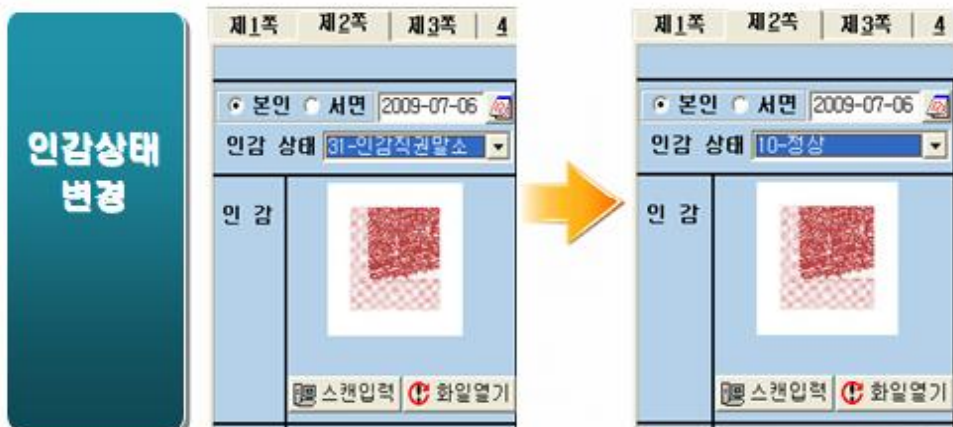 인감상태
변경
제1쪽 제2쪽 제3쪽 4
본인 서면 2009-07-06
인감 상태 31-인감직권말소
인 감
스캔입력 화일열기
제1쪽 제2쪽 제3쪽 4
본인 서면 2009-07-06
인감 상태 10-정상
인 감
스캔입력 화일열기